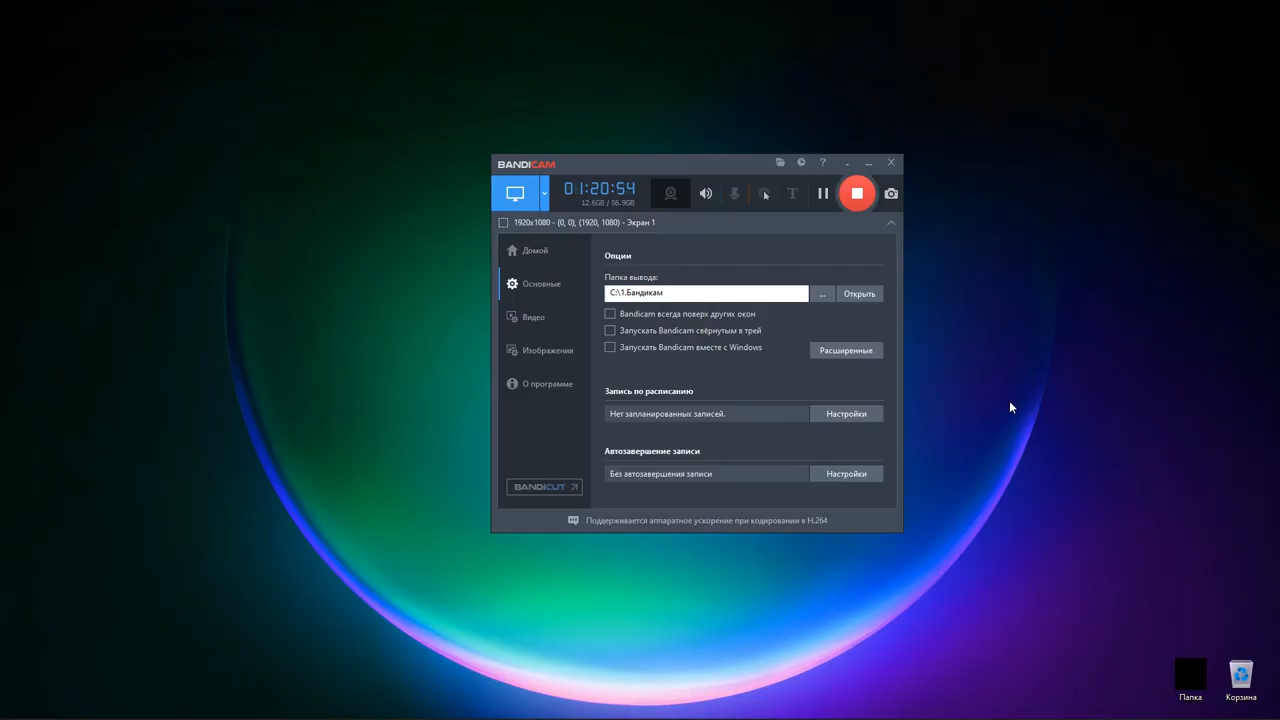 BANDICAM
?
01:20:54
12.6GB / 56.9GB
T
1920x1080 - (0, 0), (1920, 1080) - Экран 1
Домой
Основные
Видео
Изображения
О программе
BANDICUT
Опции
Папка вывода:
C:\1.Бандикам
...
Открыть
Bandicam всегда поверх других окон
Запускать Bandicam свёрнутым в трей
Запускать Bandicam вместе с Windows
Расширенные
Запись по расписанию
Нет запланированных записей.
Настройки
Автозавершение записи
Без автозавершения записи
Настройки
Поддерживается аппаратное ускорение при кодировании в H.264
Папка
Корзина